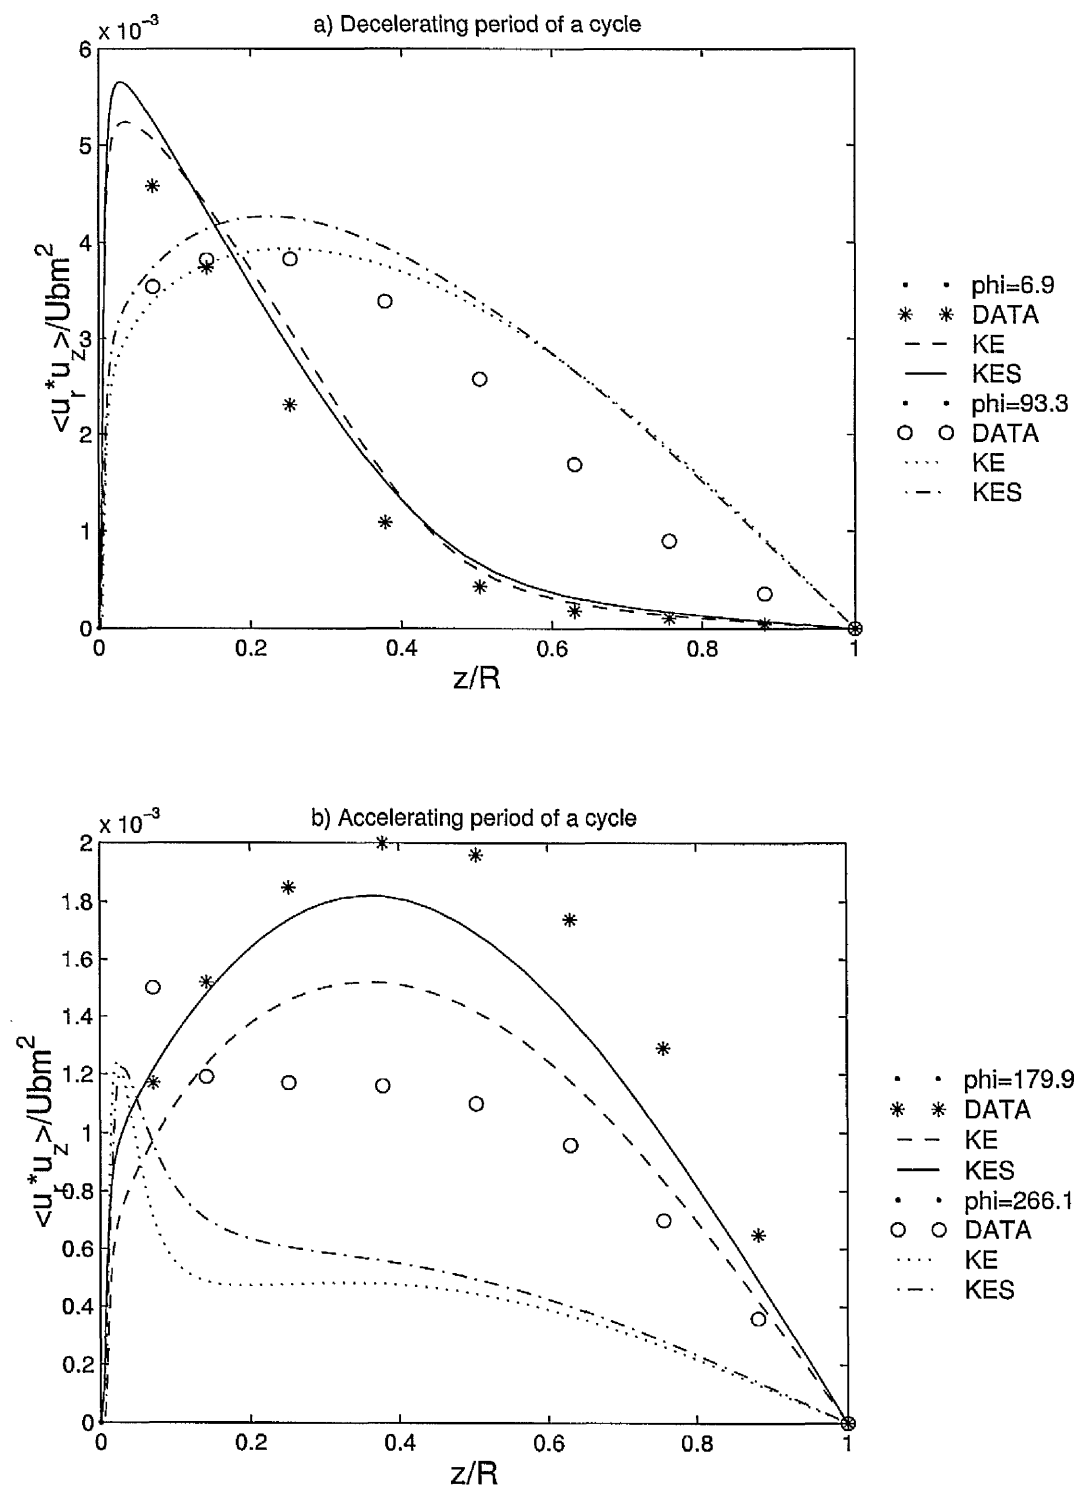 a) Decelerating period of a cycle
x 10⁻³
6
5
4
3
2
1
0
0 0.2 0.4 0.6 0.8 1
<u_r*u_z>/Ubm²
z/R
phi=6.9
DATA
KE
KES
phi=93.3
DATA
KE
KES
b) Accelerating period of a cycle
x 10⁻³
2
1.8
1.6
1.4
1.2
1
0.8
0.6
0.4
0.2
0
0 0.2 0.4 0.6 0.8 1
<u_r*u_z>/Ubm²
z/R
phi=179.9
DATA
KE
KES
phi=266.1
DATA
KE
KES